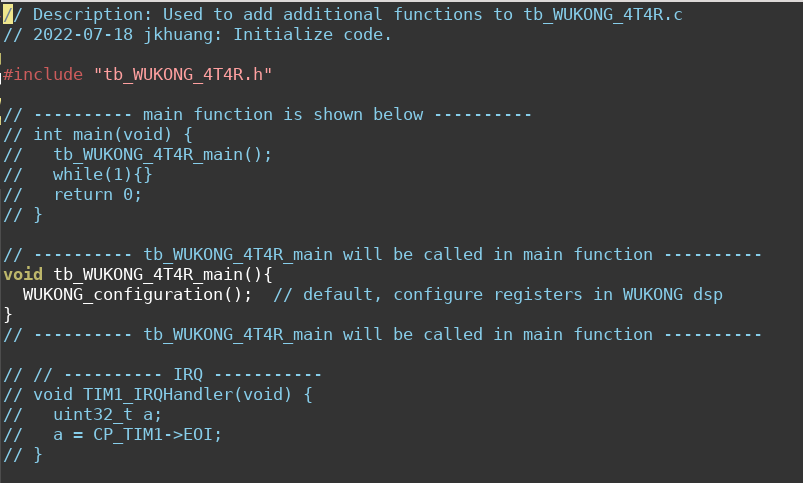 // Description: Used to add additional functions to tb_WUKONG_4T4R.c
// 2022-07-18 jkhuang: Initialize code.
#include "tb_WUKONG_4T4R.h"
// ---------- main function is shown below ----------
// int main(void) {
//   tb_WUKONG_4T4R_main();
//   while(1){}
//   return 0;
// }
// ---------- tb_WUKONG_4T4R_main will be called in main function ----------
void tb_WUKONG_4T4R_main(){
  WUKONG_configuration();  // default, configure registers in WUKONG dsp
}
// ---------- tb_WUKONG_4T4R_main will be called in main function ----------
// // ---------- IRQ -----------
// void TIM1_IRQHandler(void) {
//   uint32_t a;
//   a = CP_TIM1->EOI;
// }